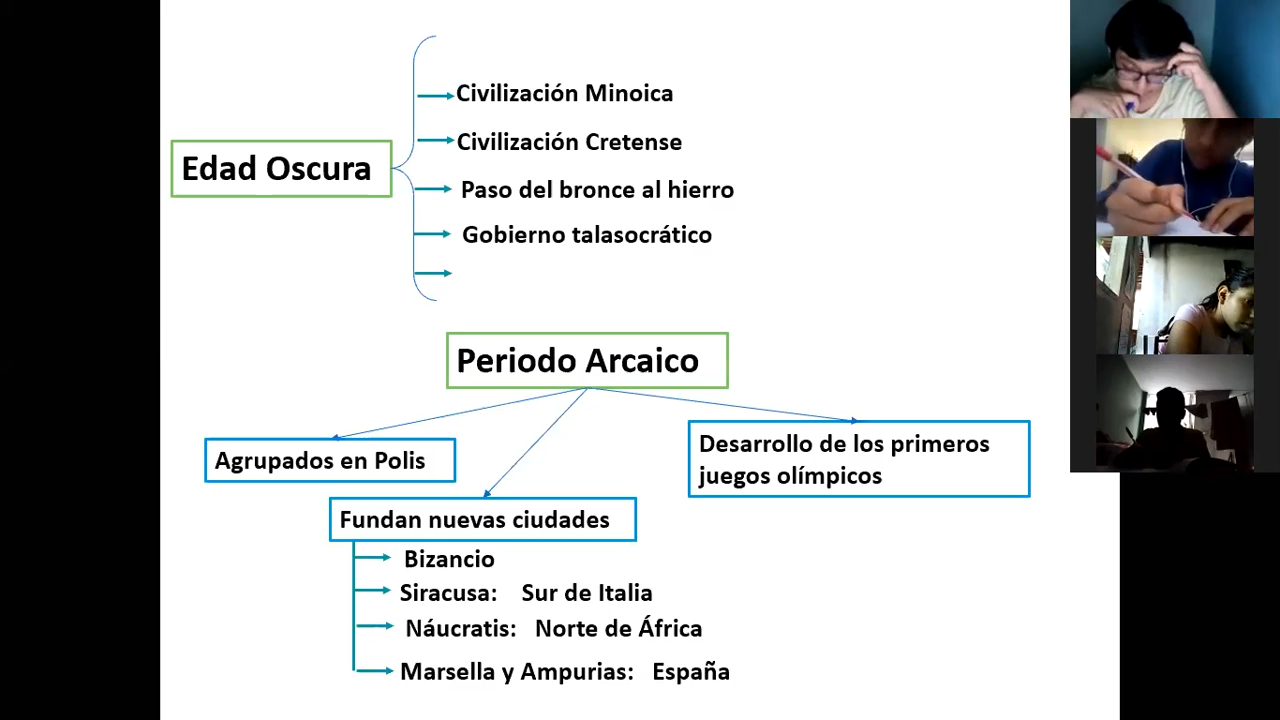 Civilización Minoica
Civilización Cretense
Edad Oscura
Paso del bronce al hierro
Gobierno talasocrático
Periodo Arcaico
Agrupados en Polis
Desarrollo de los primeros
juegos olímpicos
Fundan nuevas ciudades
Bizancio
Siracusa: Sur de Italia
Náucratis: Norte de África
Marsella y Ampurias: España